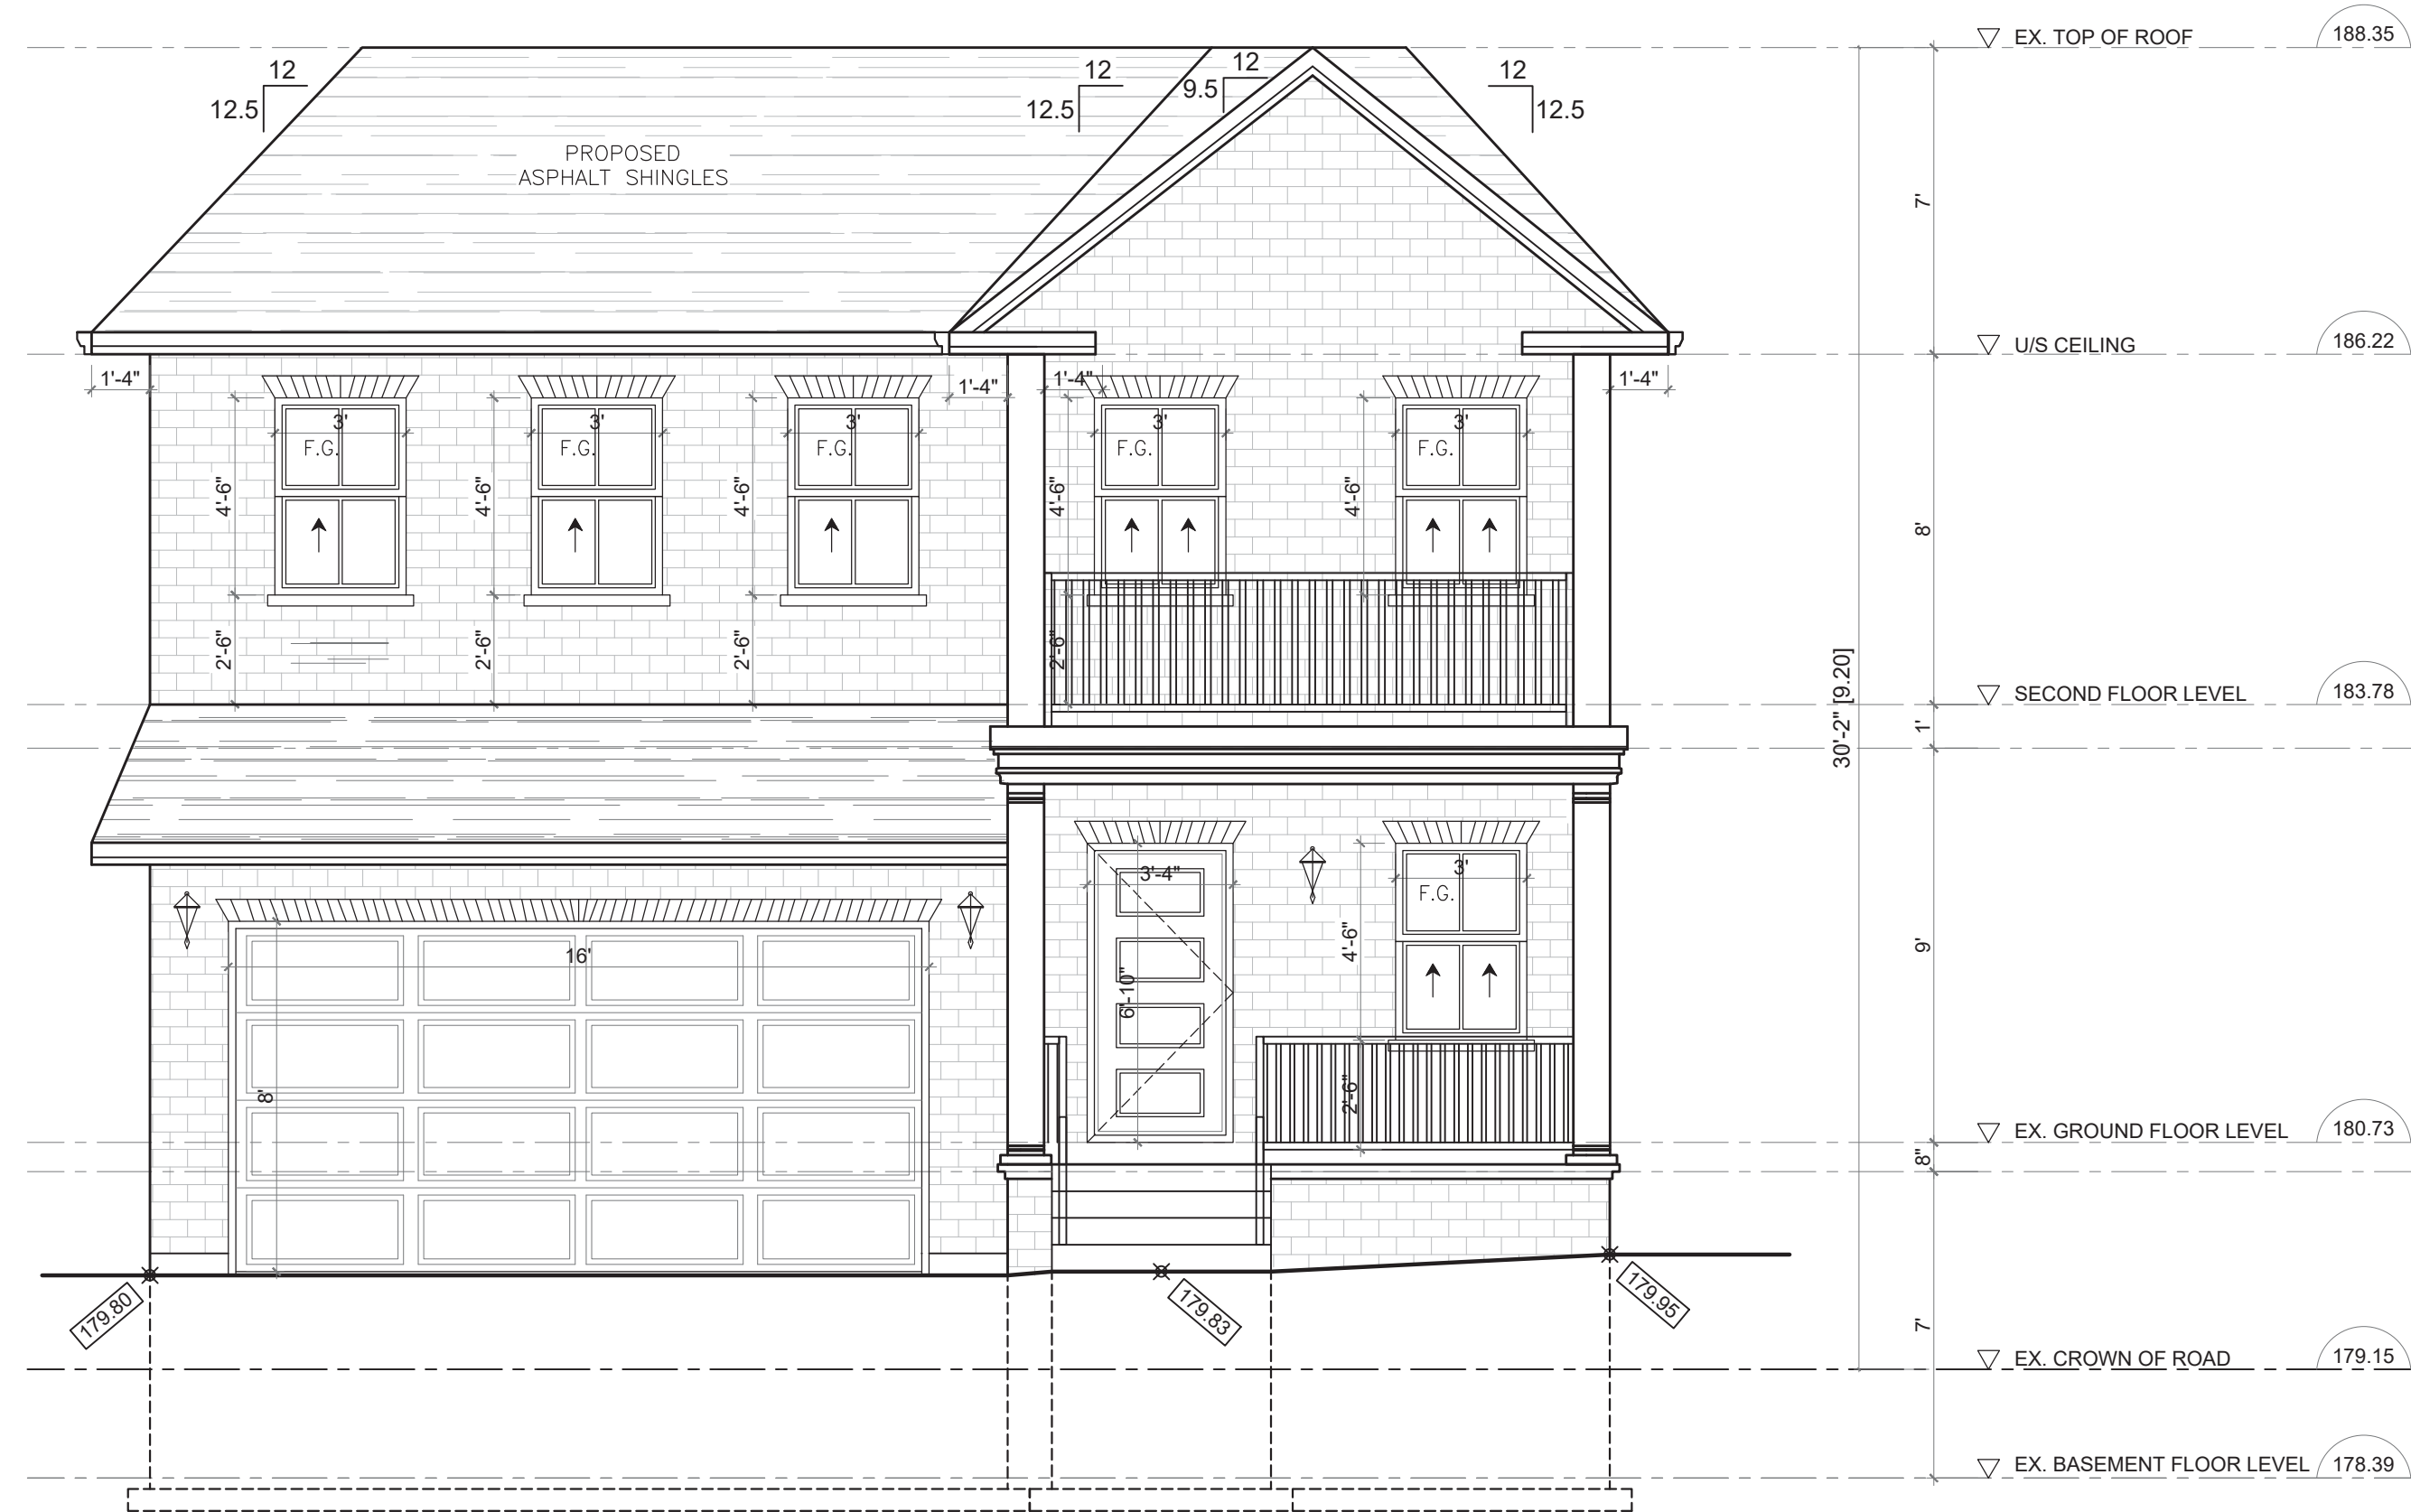 EX. TOP OF ROOF 188.35
12 12 12 12
12.5 12.5 9.5 12.5
PROPOSED
ASPHALT SHINGLES
7'
U/S CEILING 186.22
1'-4" 1'-4" 1'-4" 1'-4"
3' 3' 3' 3' 3'
F.G. F.G. F.G. F.G. F.G.
4'-6" 4'-6" 4'-6" 4'-6" 4'-6"
8'
2'-6" 2'-6" 2'-6" 2'-6"
SECOND FLOOR LEVEL 183.78
30'-2" [9.20]
1'
3'-4" 3'
F.G.
16' 4'-6" 9'
6'-10"
8' 2'-6"
EX. GROUND FLOOR LEVEL 180.73
8"
179.80 179.83 179.95
7'
EX. CROWN OF ROAD 179.15
EX. BASEMENT FLOOR LEVEL 178.39